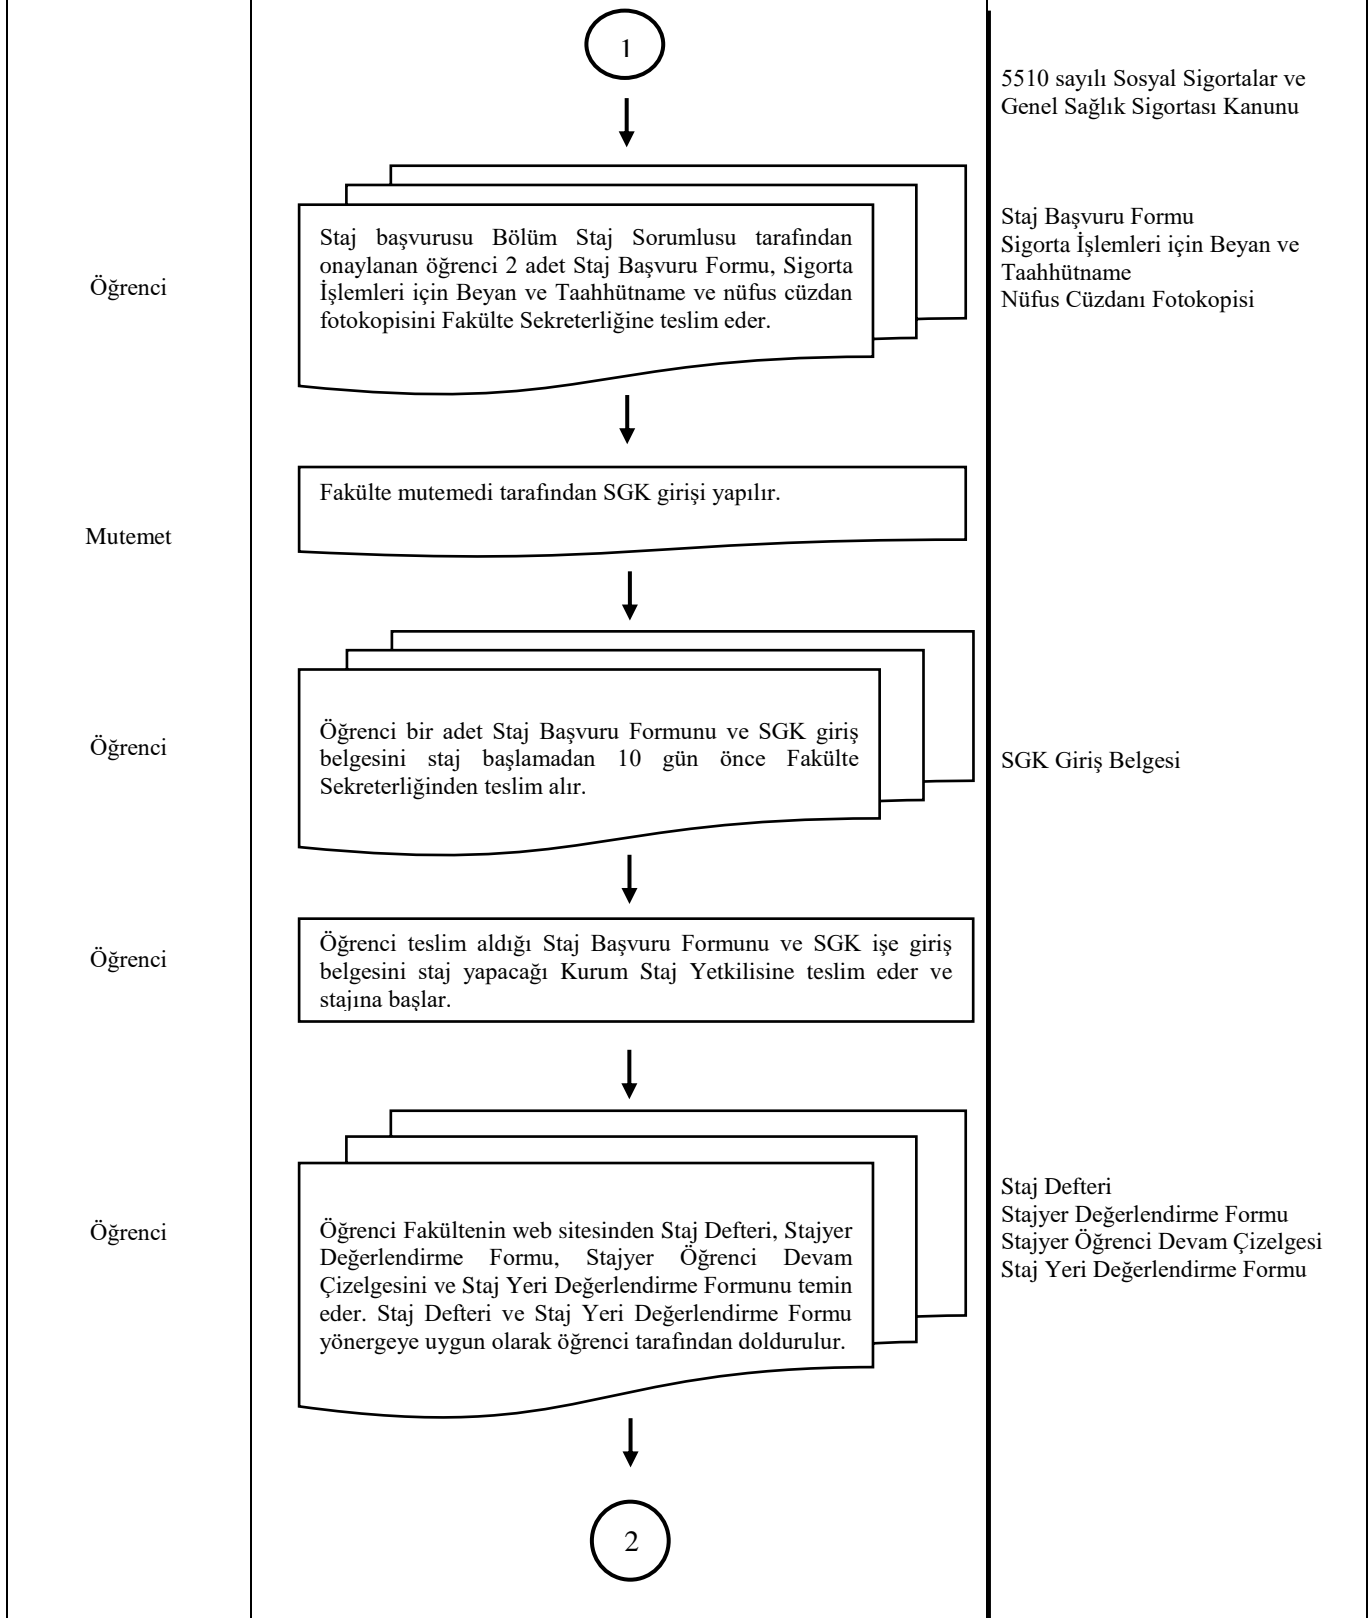 1
5510 sayılı Sosyal Sigortalar ve
Genel Sağlık Sigortası Kanunu
Öğrenci
Staj başvurusu Bölüm Staj Sorumlusu tarafından
onaylanan öğrenci 2 adet Staj Başvuru Formu, Sigorta
İşlemleri için Beyan ve Taahhütname ve nüfus cüzdan
fotokopisini Fakülte Sekreterliğine teslim eder.
Staj Başvuru Formu
Sigorta İşlemleri için Beyan ve
Taahhütname
Nüfus Cüzdanı Fotokopisi
Mutemet
Fakülte mutemedi tarafından SGK girişi yapılır.
Öğrenci
Öğrenci bir adet Staj Başvuru Formunu ve SGK giriş
belgesini staj başlamadan 10 gün önce Fakülte
Sekreterliğinden teslim alır.
SGK Giriş Belgesi
Öğrenci
Öğrenci teslim aldığı Staj Başvuru Formunu ve SGK işe giriş
belgesini staj yapacağı Kurum Staj Yetkilisine teslim eder ve
stajına başlar.
Öğrenci
Öğrenci Fakültenin web sitesinden Staj Defteri, Stajyer
Değerlendirme Formu, Stajyer Öğrenci Devam
Çizelgesini ve Staj Yeri Değerlendirme Formunu temin
eder. Staj Defteri ve Staj Yeri Değerlendirme Formu
yönergeye uygun olarak öğrenci tarafından doldurulur.
Staj Defteri
Stajyer Değerlendirme Formu
Stajyer Öğrenci Devam Çizelgesi
Staj Yeri Değerlendirme Formu
2